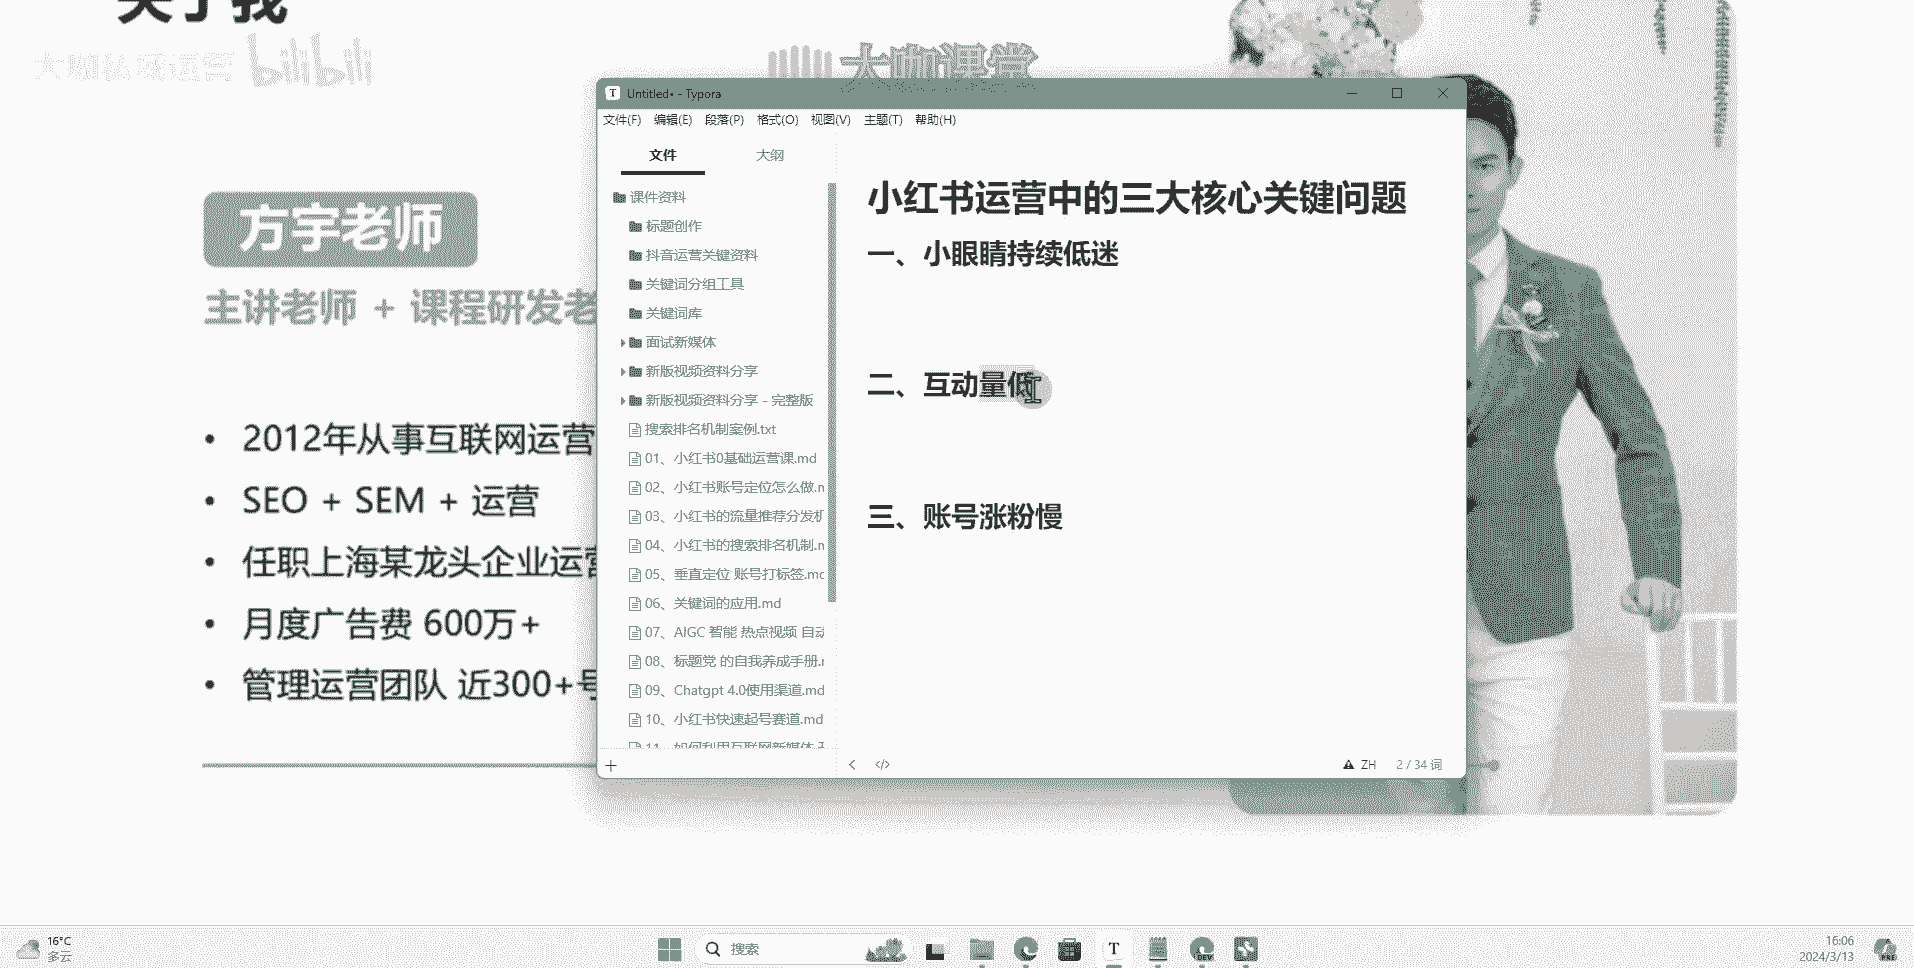 关于我
大咖私域运营 bilibili
大咖课堂
方宇老师
主讲老师 + 课程研发老
2012年从事互联网运营
SEO + SEM + 运营
任职上海某龙头企业运营
月度广告费 600万+
管理运营团队 近300+号
Untitled• - Typora
文件(F) 编辑(E) 段落(P) 格式(O) 视图(V) 主题(T) 帮助(H)
文件 大纲
课件资料
标题创作
抖音运营关键资料
关键词分组工具
关键词库
面试新媒体
新版视频资料分享
新版视频资料分享 - 完整版
搜索排名机制案例.txt
01、小红书0基础运营课.md
02、小红书账号定位怎么做.m
03、小红书的流量推荐分发机
04、小红书的搜索排名机制.m
05、垂直定位 账号打标签.mc
06、关键词的应用.md
07、AIGC 智能 热点视频 自动
08、标题党 的自我养成手册.r
09、Chatgpt 4.0使用渠道.md
10、小红书快速起号赛道.md
11、如何利用互联网新媒体
小红书运营中的三大核心关键问题
一、小眼睛持续低迷
二、互动量低
三、账号涨粉慢
ZH 2 / 34 词
16°C
多云
搜索
T
DEV
16:06
2024/3/13
PRE